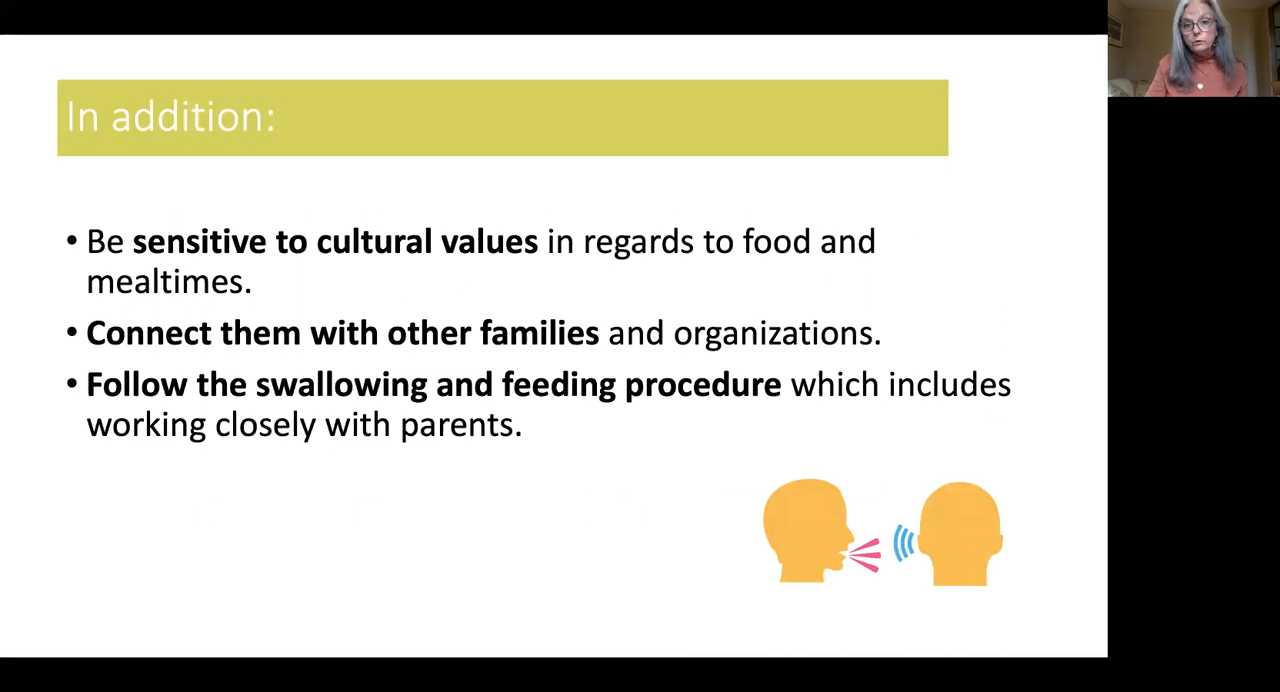 In addition:
• Be sensitive to cultural values in regards to food and
mealtimes.
• Connect them with other families and organizations.
• Follow the swallowing and feeding procedure which includes
working closely with parents.